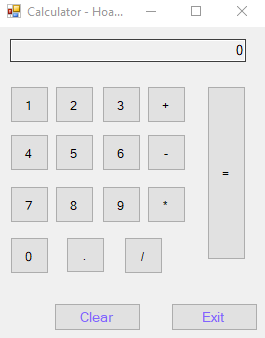 Calculator - Hoa...
0
1 2 3 +
4 5 6 -
7 8 9 *
0 . /
=
Clear Exit